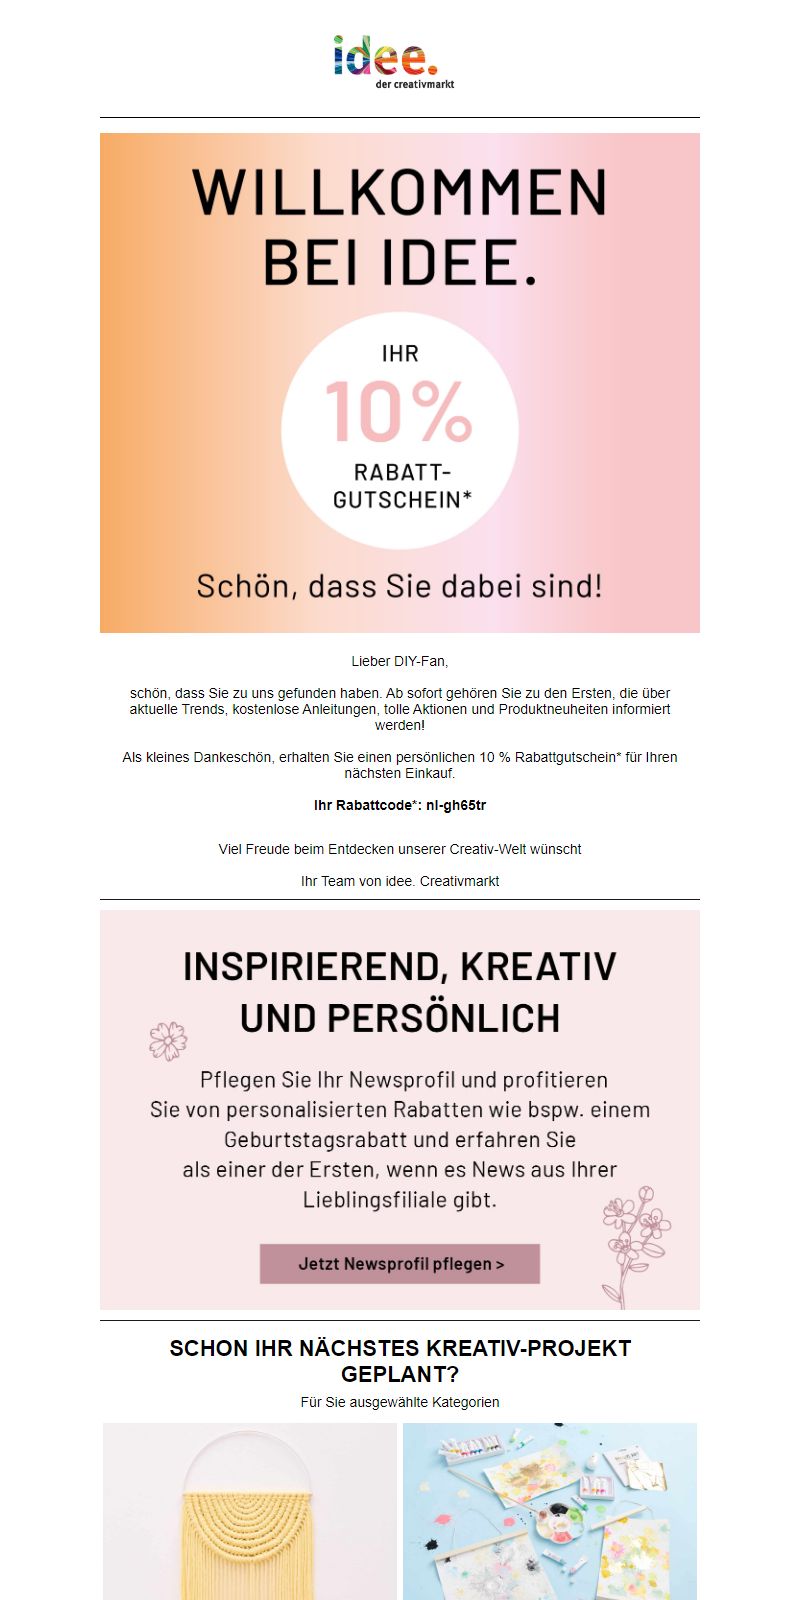 idee.
der creativmarkt
WILLKOMMEN
BEI IDEE.
IHR
10%
RABATT-
GUTSCHEIN*
Schön, dass Sie dabei sind!
Lieber DIY-Fan,
schön, dass Sie zu uns gefunden haben. Ab sofort gehören Sie zu den Ersten, die über
aktuelle Trends, kostenlose Anleitungen, tolle Aktionen und Produktneuheiten informiert
werden!
Als kleines Dankeschön, erhalten Sie einen persönlichen 10 % Rabattgutschein* für Ihren
nächsten Einkauf.
Ihr Rabattcode*: nl-gh65tr
Viel Freude beim Entdecken unserer Creativ-Welt wünscht
Ihr Team von idee. Creativmarkt
INSPIRIEREND, KREATIV
UND PERSÖNLICH
Pflegen Sie Ihr Newsprofil und profitieren
Sie von personalisierten Rabatten wie bspw. einem
Geburtstagsrabatt und erfahren Sie
als einer der Ersten, wenn es News aus Ihrer
Lieblingsfiliale gibt.
Jetzt Newsprofil pflegen >
SCHON IHR NÄCHSTES KREATIV-PROJEKT
GEPLANT?
Für Sie ausgewählte Kategorien